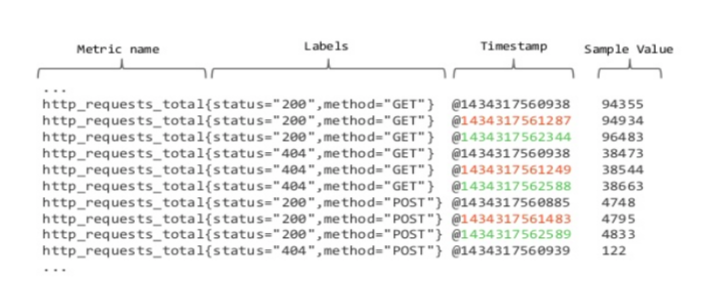 Metric name Labels Timestamp Sample Value
...
http_requests_total{status="200",method="GET"} @1434317560938 94355
http_requests_total{status="200",method="GET"} @1434317561287 94934
http_requests_total{status="200",method="GET"} @1434317562344 96483
http_requests_total{status="404",method="GET"} @1434317560938 38473
http_requests_total{status="404",method="GET"} @1434317561249 38544
http_requests_total{status="404",method="GET"} @1434317562588 38663
http_requests_total{status="200",method="POST"} @1434317560885 4748
http_requests_total{status="200",method="POST"} @1434317561483 4795
http_requests_total{status="200",method="POST"} @1434317562589 4833
http_requests_total{status="404",method="POST"} @1434317560939 122
...